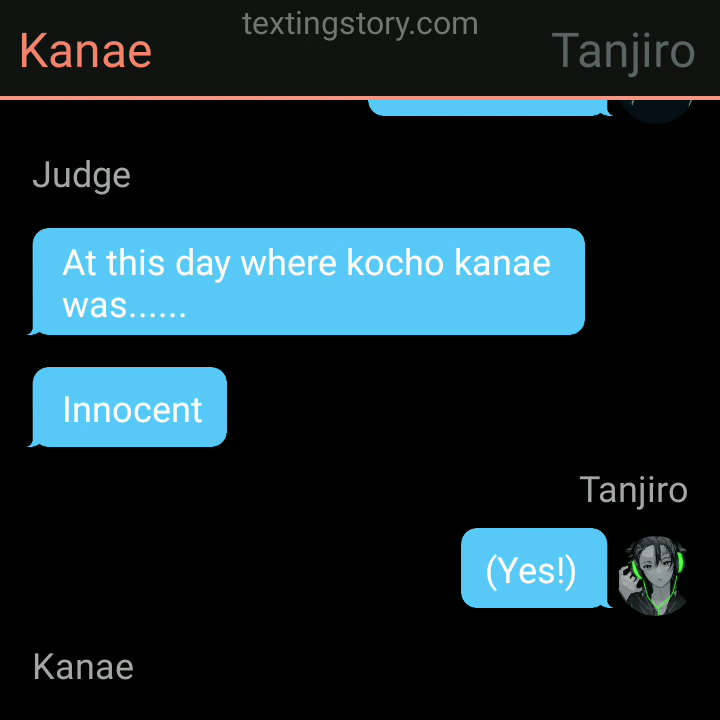 textingstory.com
Kanae
Tanjiro
Judge
At this day where kocho kanae
was......
Innocent
Tanjiro
(Yes!)
Kanae